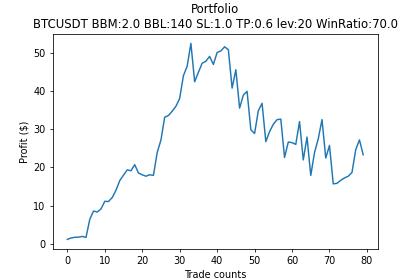 Portfolio
BTCUSDT BBM:2.0 BBL:140 SL:1.0 TP:0.6 lev:20 WinRatio:70.0
50
40
30
20
10
0
Profit ($)
0 10 20 30 40 50 60 70 80
Trade counts